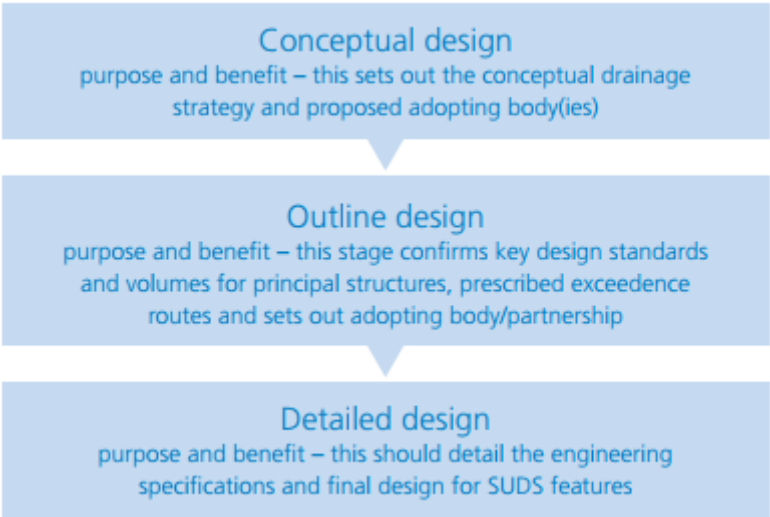 Conceptual design
purpose and benefit – this sets out the conceptual drainage
strategy and proposed adopting body(ies)
Outline design
purpose and benefit – this stage confirms key design standards
and volumes for principal structures, prescribed exceedence
routes and sets out adopting body/partnership
Detailed design
purpose and benefit – this should detail the engineering
specifications and final design for SUDS features